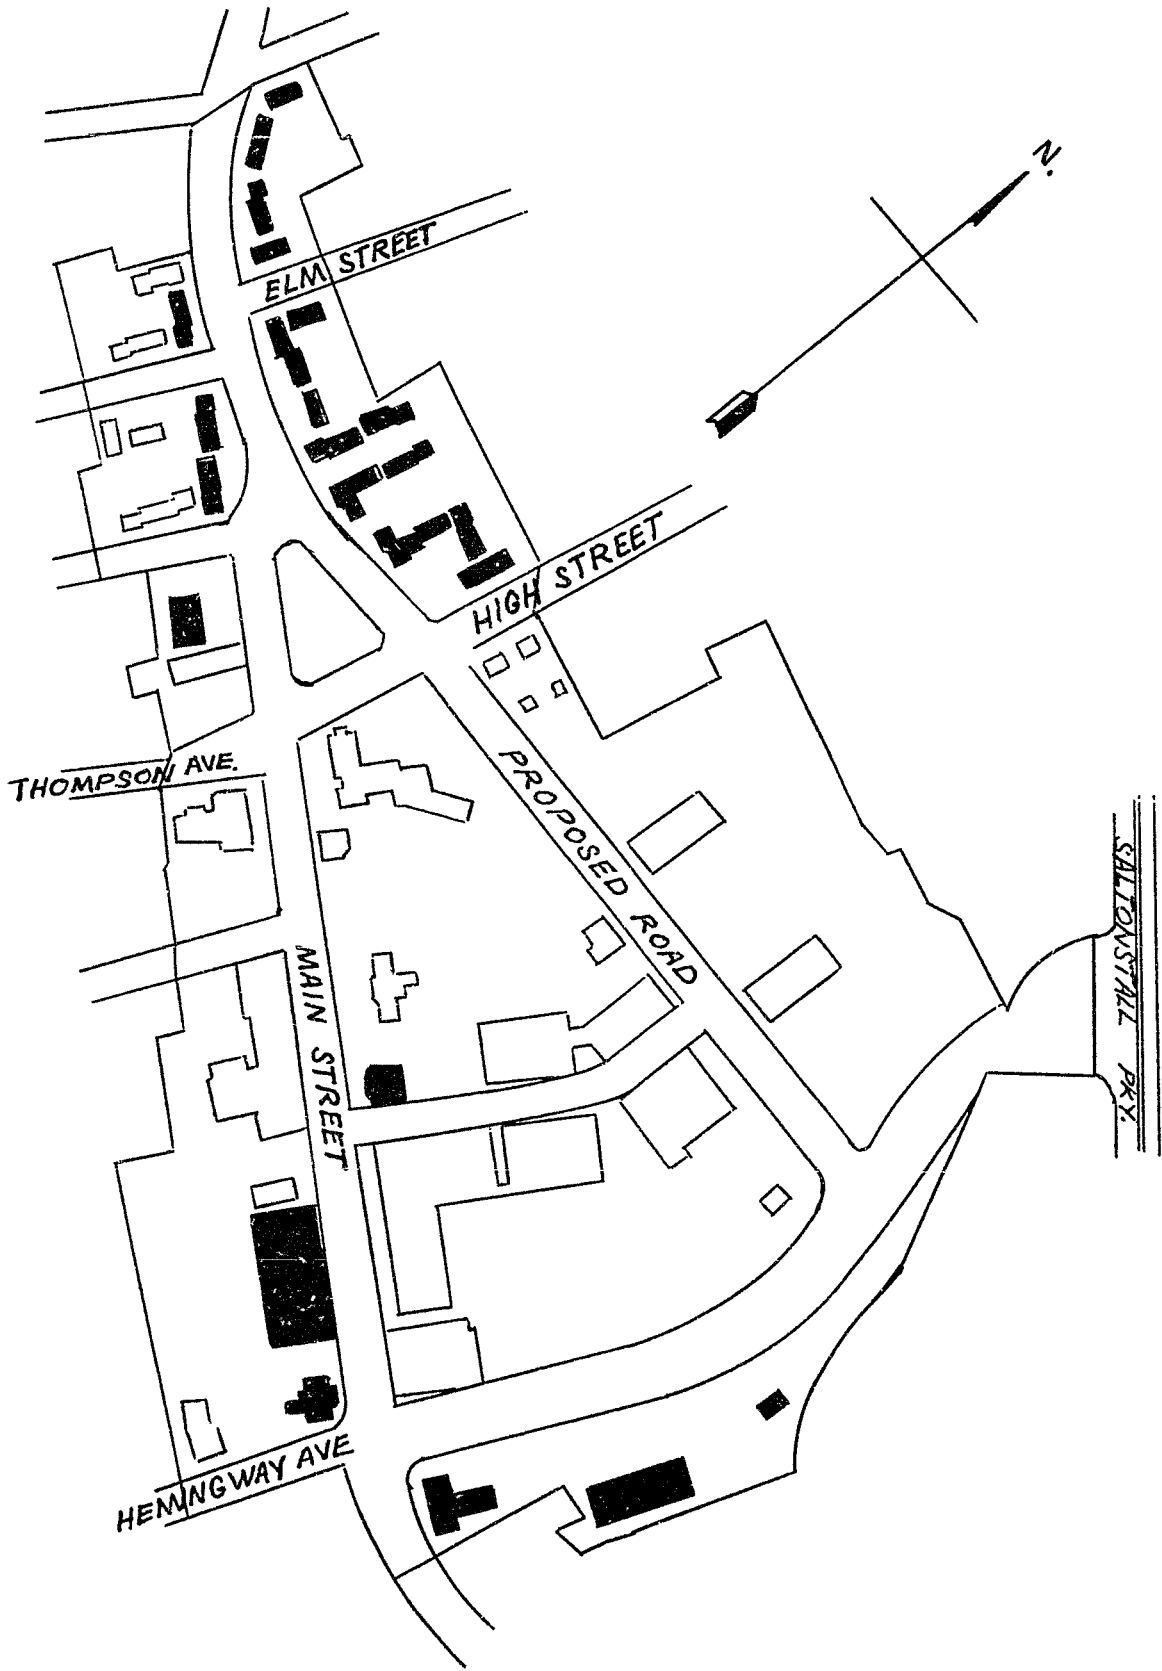 N.
ELM STREET
HIGH STREET
THOMPSON AVE.
PROPOSED ROAD
SALTONSTALL PKY.
MAIN STREET
HEMINGWAY AVE